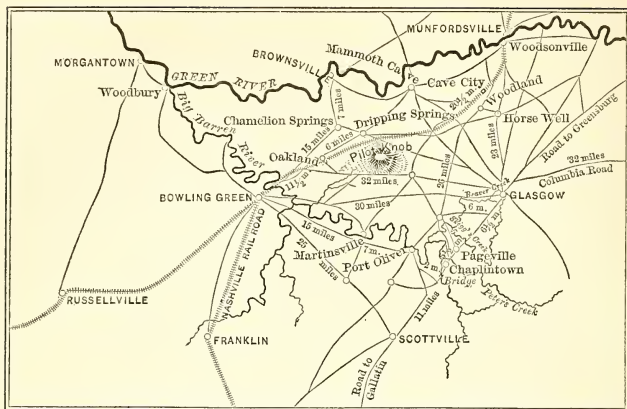 MUNFORDSVILLE
Woodsonville
MORGANTOWN
BROWNSVILLE
Mammoth Cave
GREEN RIVER
Woodbury
Cave City
Big Barren River
Chamelion Springs
7 miles
Dripping Springs
Woodland
Horse Well
15 miles
6 miles
23 miles
Road to Greensburg
Oakland
Pilot Knob
11½ m.
32 miles
26 miles
32 miles
Columbia Road
BOWLING GREEN
30 miles
Beaver Creek
GLASGOW
6 m.
15 miles
Martinsville
7 m.
25 miles
Port Oliver
Pageville
Chaplintown
Bridge
Peter's Creek
NASHVILLE RAILROAD
11 miles
RUSSELLVILLE
FRANKLIN
SCOTTVILLE
Road to
Gallatin